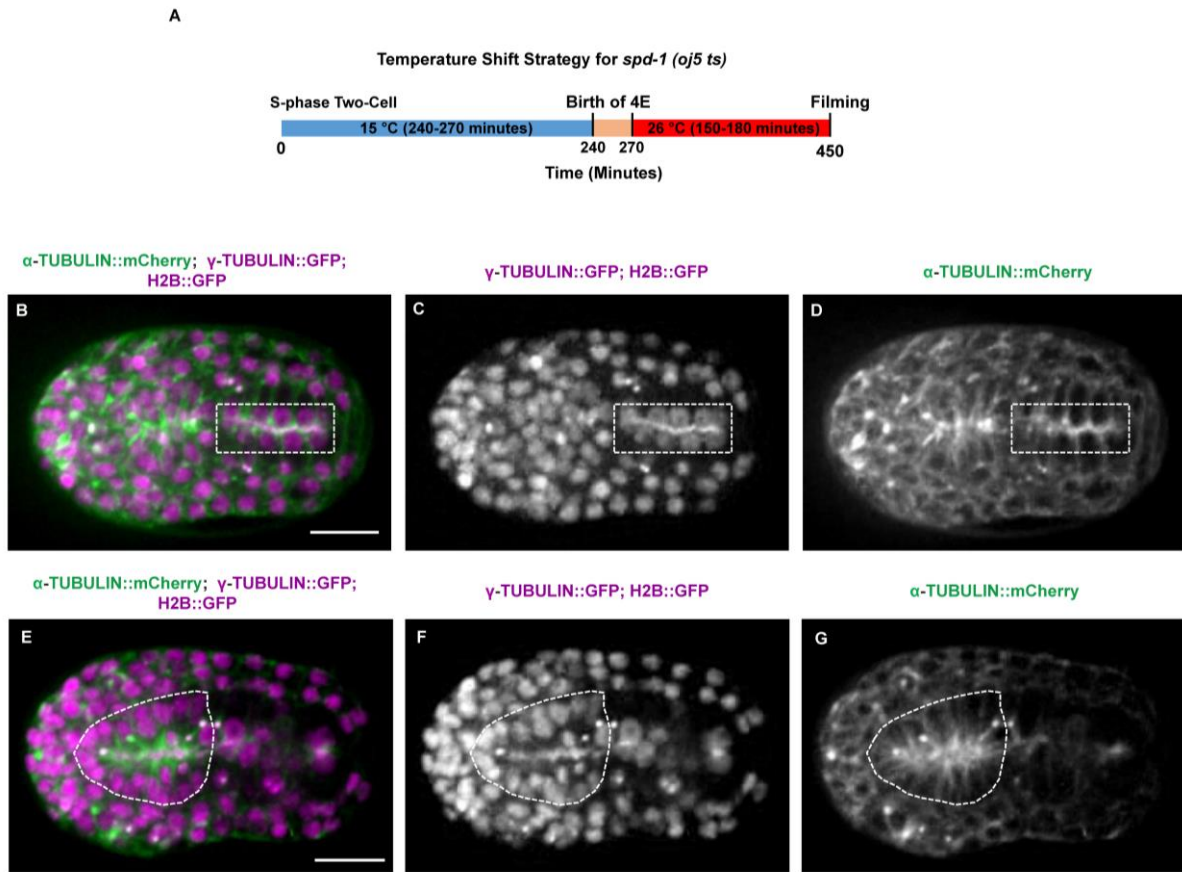 A
Temperature Shift Strategy for spd-1 (oj5 ts)
S-phase Two-Cell Birth of 4E Filming
15 °C (240-270 minutes) 26 °C (150-180 minutes)
0 240 270 450
Time (Minutes)
α-TUBULIN::mCherry; γ-TUBULIN::GFP;
H2B::GFP
γ-TUBULIN::GFP; H2B::GFP
α-TUBULIN::mCherry
B
C
D
α-TUBULIN::mCherry; γ-TUBULIN::GFP;
H2B::GFP
γ-TUBULIN::GFP; H2B::GFP
α-TUBULIN::mCherry
E
F
G